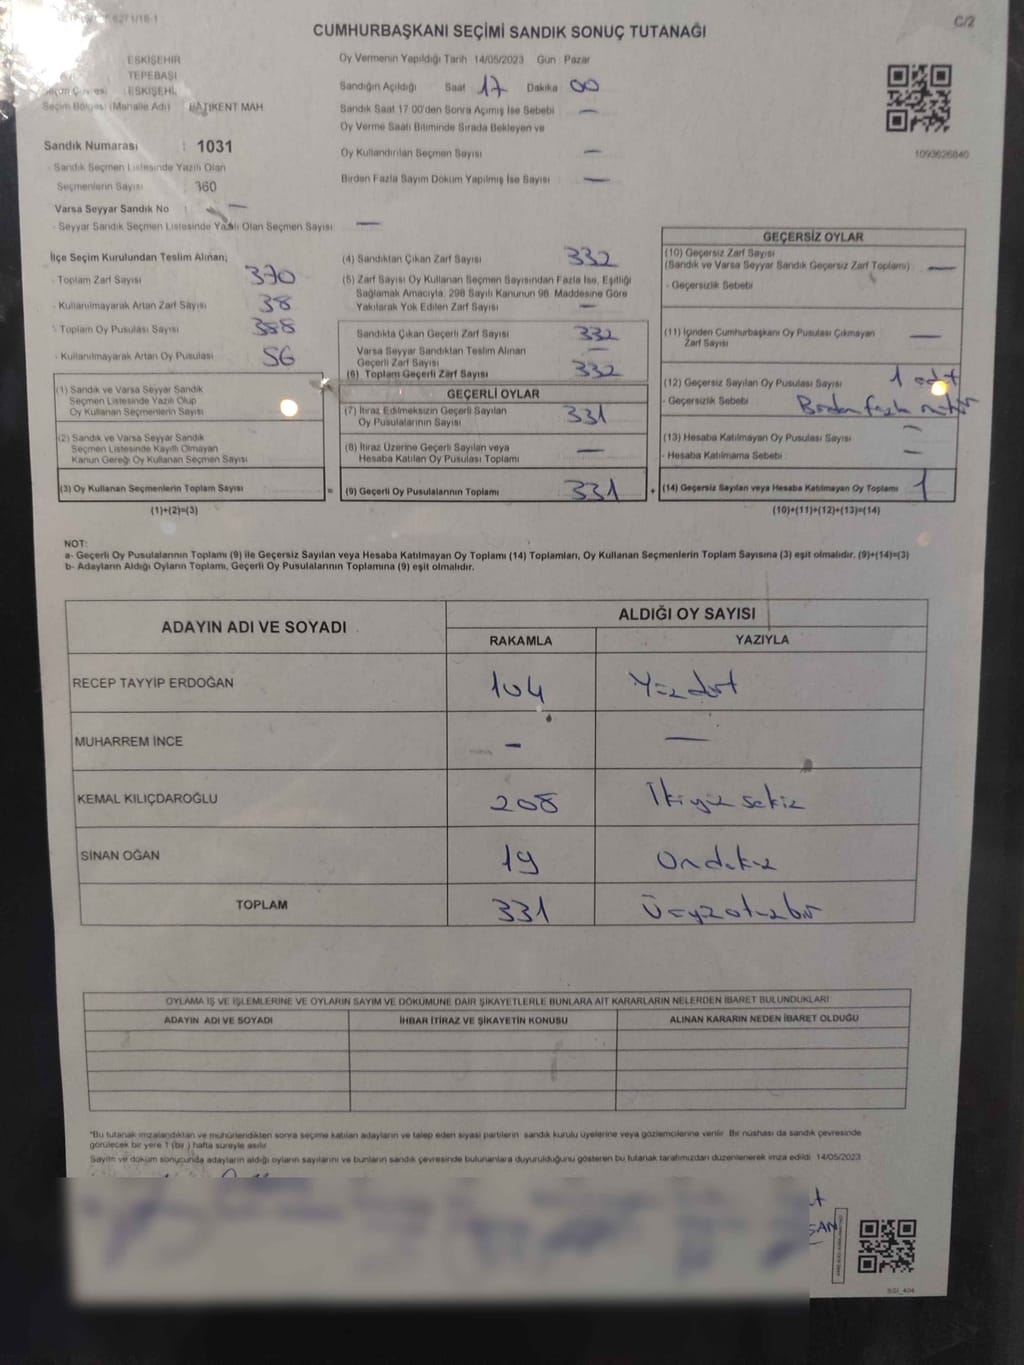 6271/18-1
C/2
CUMHURBAŞKANI SEÇİMİ SANDIK SONUÇ TUTANAĞI
ESKİŞEHİR
TEPEBAŞI
Seçim Çevresi : ESKİŞEHİ
Seçim Bölgesi (Mahalle Adı) : BATIKENT MAH
Sandık Numarası : 1031
- Sandık Seçmen Listesinde Yazılı Olan
Seçmenlerin Sayısı : 360
Varsa Seyyar Sandık No : —
- Seyyar Sandık Seçmen Listesinde Yazılı Olan Seçmen Sayısı : —
Oy Vermenin Yapıldığı Tarih : 14/05/2023 Gün : Pazar
Sandığın Açıldığı Saat 17 Dakika 00
Sandık Saat 17:00'den Sonra Açımış İse Sebebi —
Oy Verme Saati Bitiminde Sırada Bekleyen ve
Oy Kullandırılan Seçmen Sayısı —
Birden Fazla Sayım Döküm Yapılmış İse Sayısı —
1093626840
İlçe Seçim Kurulundan Teslim Alınan;
- Toplam Zarf Sayısı 370
- Kullanılmayarak Artan Zarf Sayısı 38
- Toplam Oy Pusulası Sayısı 388
- Kullanılmayarak Artan Oy Pusulası 56
(1) Sandık ve Varsa Seyyar Sandık
Seçmen Listesinde Yazılı Olup
Oy Kullanan Seçmenlerin Sayısı
(2) Sandık ve Varsa Seyyar Sandık
Seçmen Listesinde Kayıtlı Olmayan
Kanun Gereği Oy Kullanan Seçmen Sayısı
(3) Oy Kullanan Seçmenlerin Toplam Sayısı =
(1)+(2)=(3)
(4) Sandıktan Çıkan Zarf Sayısı 332
(5) Zarf Sayısı Oy Kullanan Seçmen Sayısından Fazla İse, Eşitliği
Sağlamak Amacıyla, 298 Sayılı Kanunun 98. Maddesine Göre
Yakılarak Yok Edilen Zarf Sayısı —
Sandıkta Çıkan Geçerli Zarf Sayısı 332
Varsa Seyyar Sandıktan Teslim Alınan
Geçerli Zarf Sayısı —
(6) Toplam Geçerli Zarf Sayısı 332
GEÇERLİ OYLAR
(7) İtiraz Edilmeksizin Geçerli Sayılan
Oy Pusulalarının Sayısı 331
(8) İtiraz Üzerine Geçerli Sayılan veya
Hesaba Katılan Oy Pusulası Toplamı —
(9) Geçerli Oy Pusulalarının Toplamı 331 +
GEÇERSİZ OYLAR
(10) Geçersiz Zarf Sayısı
(Sandık ve Varsa Seyyar Sandık Geçersiz Zarf Toplamı) —
- Geçersizlik Sebebi
(11) İçinden Cumhurbaşkanı Oy Pusulası Çıkmayan
Zarf Sayısı —
(12) Geçersiz Sayılan Oy Pusulası Sayısı 1 adet
- Geçersizlik Sebebi : Birden fazla mühür
(13) Hesaba Katılmayan Oy Pusulası Sayısı —
- Hesaba Katılmama Sebebi —
(14) Geçersiz Sayılan veya Hesaba Katılmayan Oy Toplamı 1
(10)+(11)+(12)+(13)=(14)
NOT:
a- Geçerli Oy Pusulalarının Toplamı (9) ile Geçersiz Sayılan veya Hesaba Katılmayan Oy Toplamı (14) Toplamları, Oy Kullanan Seçmenlerin Toplam Sayısına (3) eşit olmalıdır. (9)+(14)=(3)
b- Adayların Aldığı Oyların Toplamı, Geçerli Oy Pusulalarının Toplamına (9) eşit olmalıdır.
ADAYIN ADI VE SOYADI
ALDIĞI OY SAYISI
RAKAMLA YAZIYLA
RECEP TAYYİP ERDOĞAN 104 Yüz dört
MUHARREM İNCE — —
KEMAL KILIÇDAROĞLU 208 İkiyüz sekiz
SİNAN OĞAN 19 Ondokuz
TOPLAM 331 Üçyüzotuzbir
OYLAMA İŞ VE İŞLEMLERİNE VE OYLARIN SAYIM VE DÖKÜMÜNE DAİR ŞİKAYETLERLE BUNLARA AİT KARARLARIN NELERDEN İBARET BULUNDUKLARI
ADAYIN ADI VE SOYADI İHBAR İTİRAZ VE ŞİKAYETİN KONUSU ALINAN KARARIN NEDEN İBARET OLDUĞU
"Bu tutanak imzalandıktan ve mühürlendikten sonra seçime katılan adayların ve talep eden siyasi partilerin sandık kurulu üyelerine veya gözlemcilerine verilir. Bir nüshası da sandık çevresinde
görülecek bir yere 1 (bir) hafta süreyle asılır.
Sayım ve döküm sonucunda adayların aldığı oyların sayılarını ve bunların sandık çevresinde bulunanlara duyurulduğunu gösteren bu tutanak tarafımızdan düzenlenerek imza edildi. 14/05/2023
SSI_404